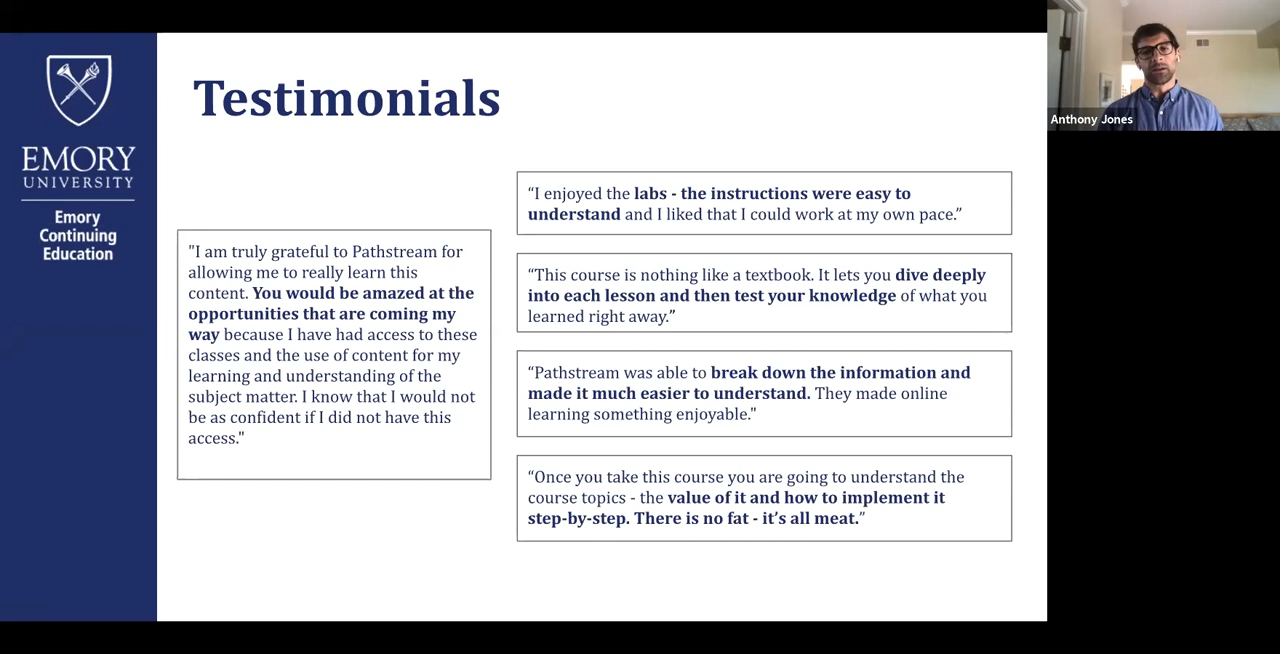 EMORY
UNIVERSITY
Emory
Continuing
Education
Testimonials
"I am truly grateful to Pathstream for
allowing me to really learn this
content. You would be amazed at the
opportunities that are coming my
way because I have had access to these
classes and the use of content for my
learning and understanding of the
subject matter. I know that I would not
be as confident if I did not have this
access."
“I enjoyed the labs - the instructions were easy to
understand and I liked that I could work at my own pace.”
“This course is nothing like a textbook. It lets you dive deeply
into each lesson and then test your knowledge of what you
learned right away.”
“Pathstream was able to break down the information and
made it much easier to understand. They made online
learning something enjoyable."
“Once you take this course you are going to understand the
course topics - the value of it and how to implement it
step-by-step. There is no fat - it’s all meat.”
Anthony Jones